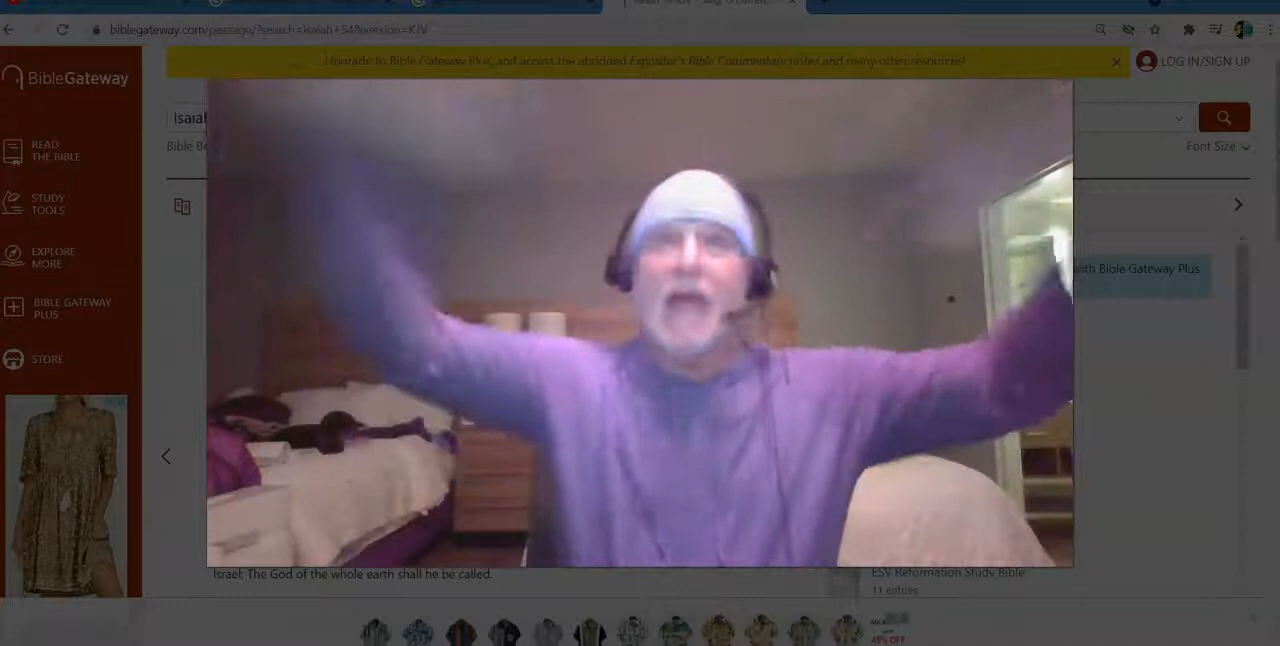 biblegateway.com/passage/?search=Isaiah+54&version=KJV
Upgrade to Bible Gateway Plus, and access the abridged Expositor's Bible Commentary notes and many other resources!
LOG IN/SIGN UP
BibleGateway
Isaiah
Bible Bo
Font Size
READ
THE BIBLE
STUDY
TOOLS
EXPLORE
MORE
BIBLE GATEWAY
PLUS
STORE
with Bible Gateway Plus
Israel; The God of the whole earth shall he be called.
ESV Reformation Study Bible
11 entries
45% OFF